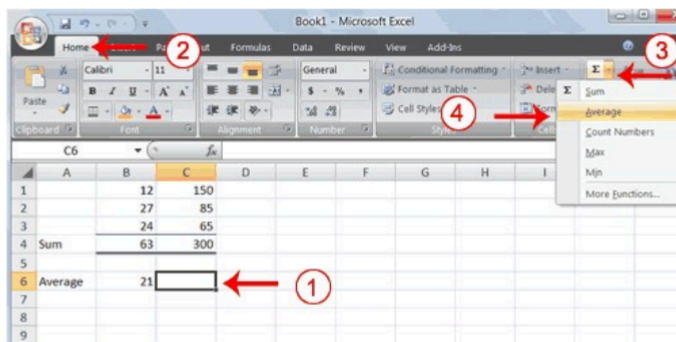 Book1 - Microsoft Excel
Home Formulas Data Review View Add-Ins
2
3
Calibri 11 General Conditional Formatting Insert Σ
Paste B I U A A $ % , Format as Table Σ Sum
Cell Styles 4 Average
Clipboard Font Alignment Number Count Numbers
Max
Min
More Functions...
C6 fx
A B C D E F G H I
1 12 150
2 27 85
3 24 65
4 Sum 63 300
5
6 Average 21 1
7
8
9